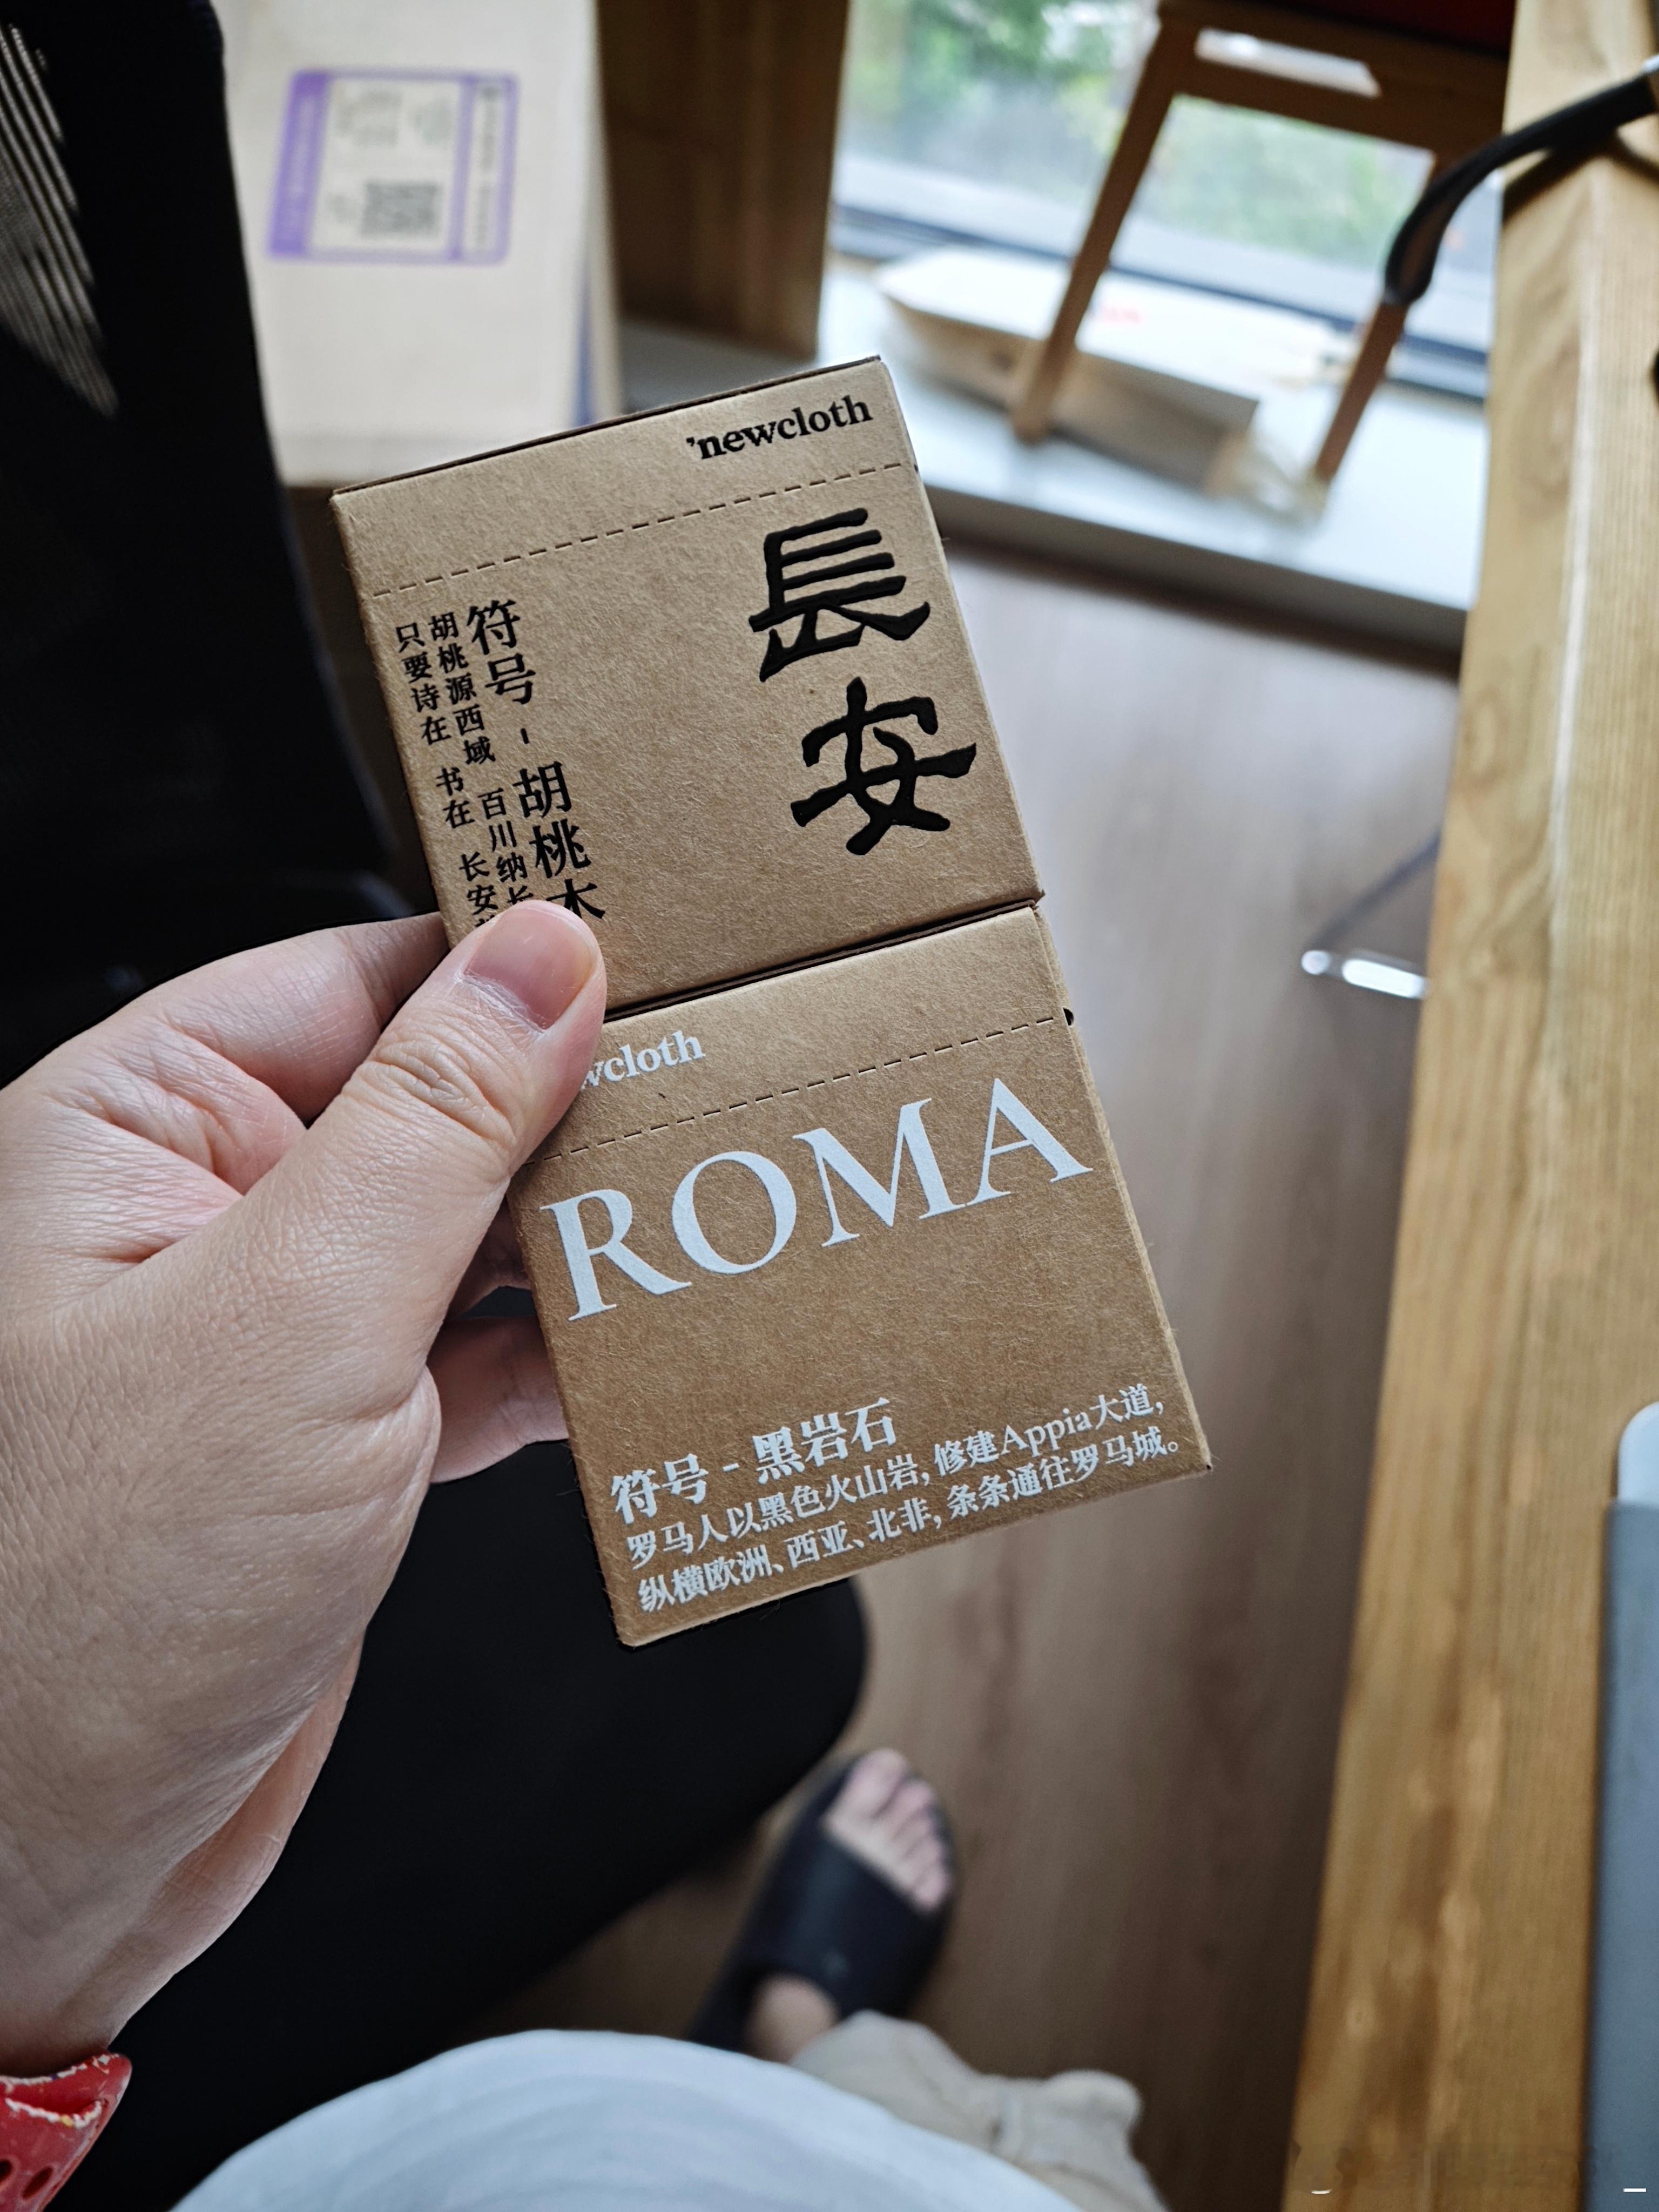 ’newcloth
長安
符号 - 胡桃木
胡桃源西域 百川纳长
只要诗在 书在 长安
wcloth
ROMA
符号 - 黑岩石
罗马人以黑色火山岩, 修建Appia大道,
纵横欧洲、西亚、北非, 条条通往罗马城。